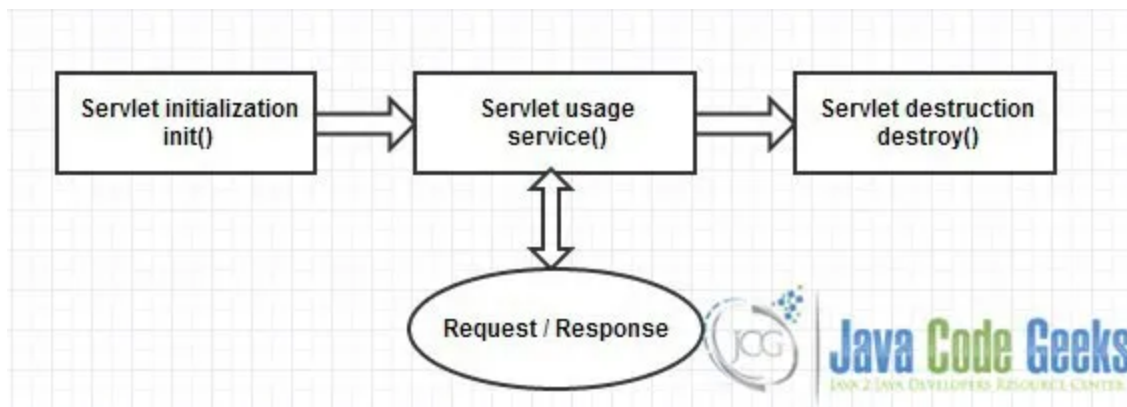 Servlet initialization
init()
Servlet usage
service()
Servlet destruction
destroy()
Request / Response
JCG
Java Code Geeks
JAVA 2 JAVA DEVELOPERS RESOURCE CENTER